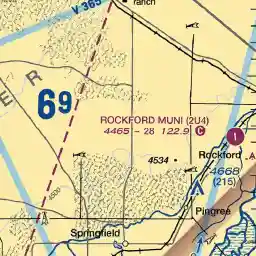 V 365
ranch
E
R
69
ROCKFORD MUNI (2U4)
4465 - 28 122.9 C
Rockford
4534
4668
(215)
Pingree
Springfield